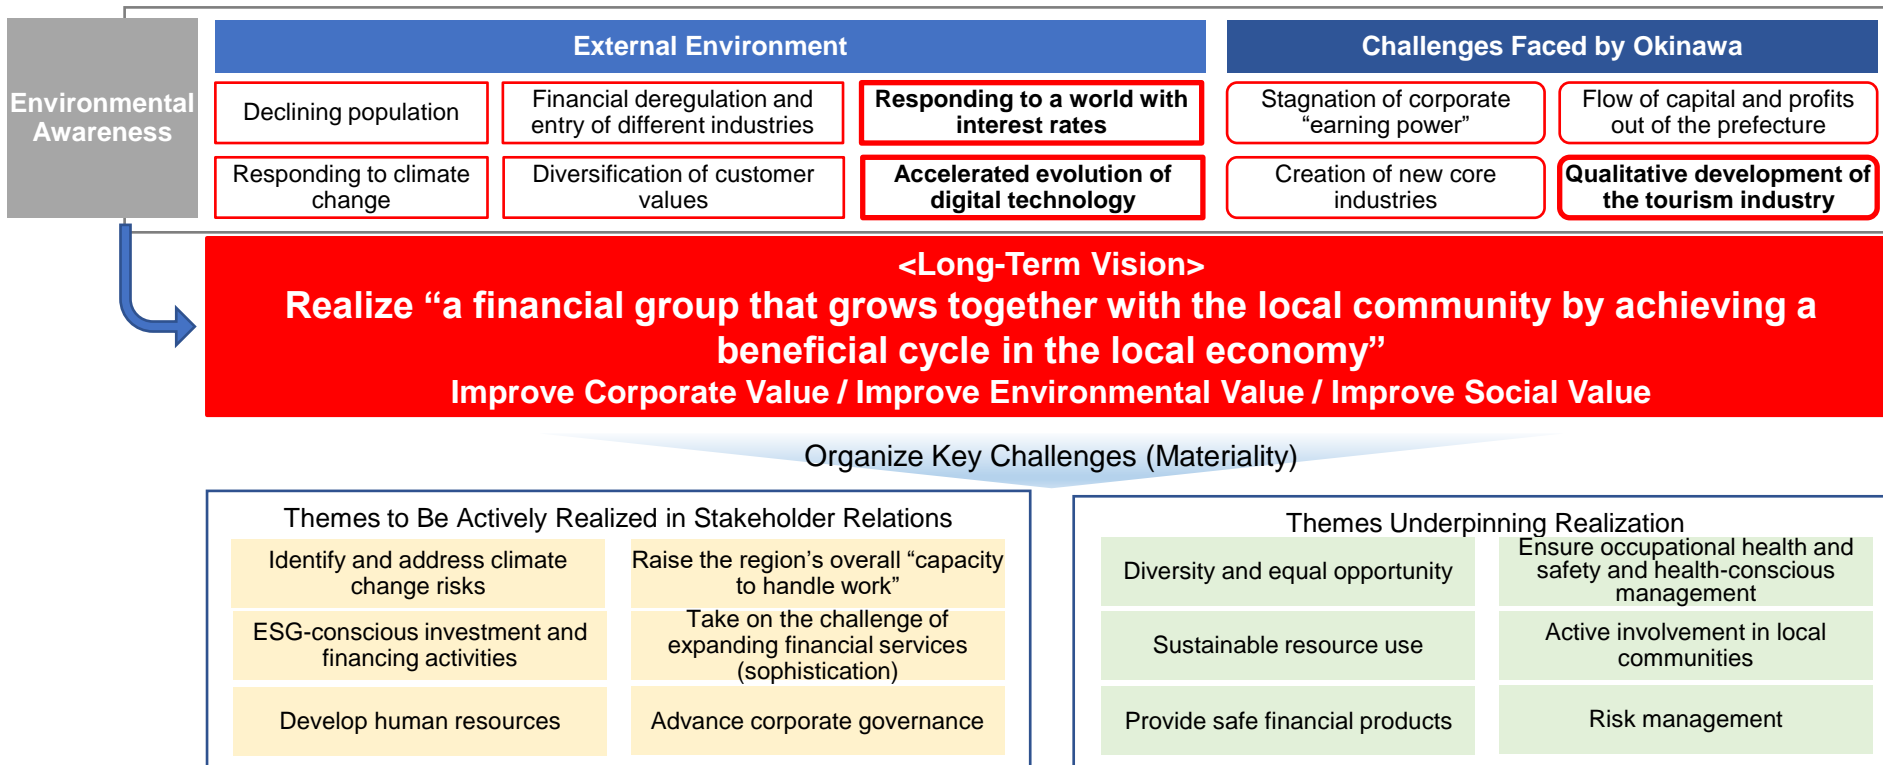 Environmental
Awareness
External Environment
Declining population
Financial deregulation and
entry of different industries
Responding to a world with
interest rates
Responding to climate
change
Diversification of customer
values
Accelerated evolution of
digital technology
Challenges Faced by Okinawa
Stagnation of corporate
“earning power”
Flow of capital and profits
out of the prefecture
Creation of new core
industries
Qualitative development of
the tourism industry
<Long-Term Vision>
Realize “a financial group that grows together with the local community by achieving a
beneficial cycle in the local economy”
Improve Corporate Value / Improve Environmental Value / Improve Social Value
Organize Key Challenges (Materiality)
Themes to Be Actively Realized in Stakeholder Relations
Identify and address climate
change risks
Raise the region’s overall “capacity
to handle work”
ESG-conscious investment and
financing activities
Take on the challenge of
expanding financial services
(sophistication)
Develop human resources
Advance corporate governance
Themes Underpinning Realization
Diversity and equal opportunity
Ensure occupational health and
safety and health-conscious
management
Sustainable resource use
Active involvement in local
communities
Provide safe financial products
Risk management